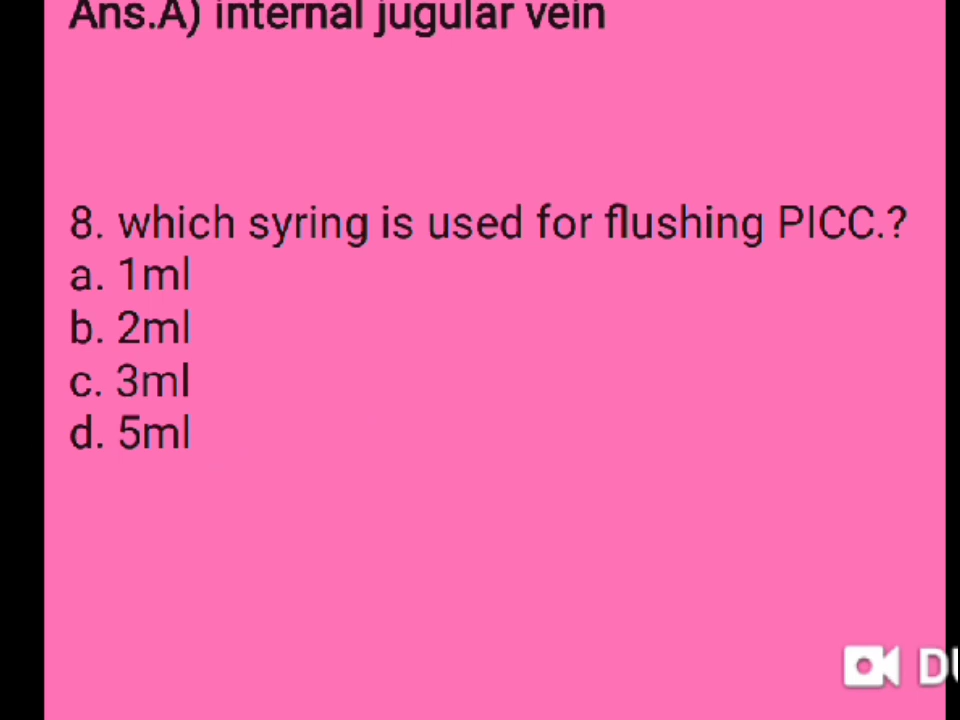 Ans.A) internal jugular vein
8. which syring is used for flushing PICC.?
a. 1ml
b. 2ml
c. 3ml
d. 5ml